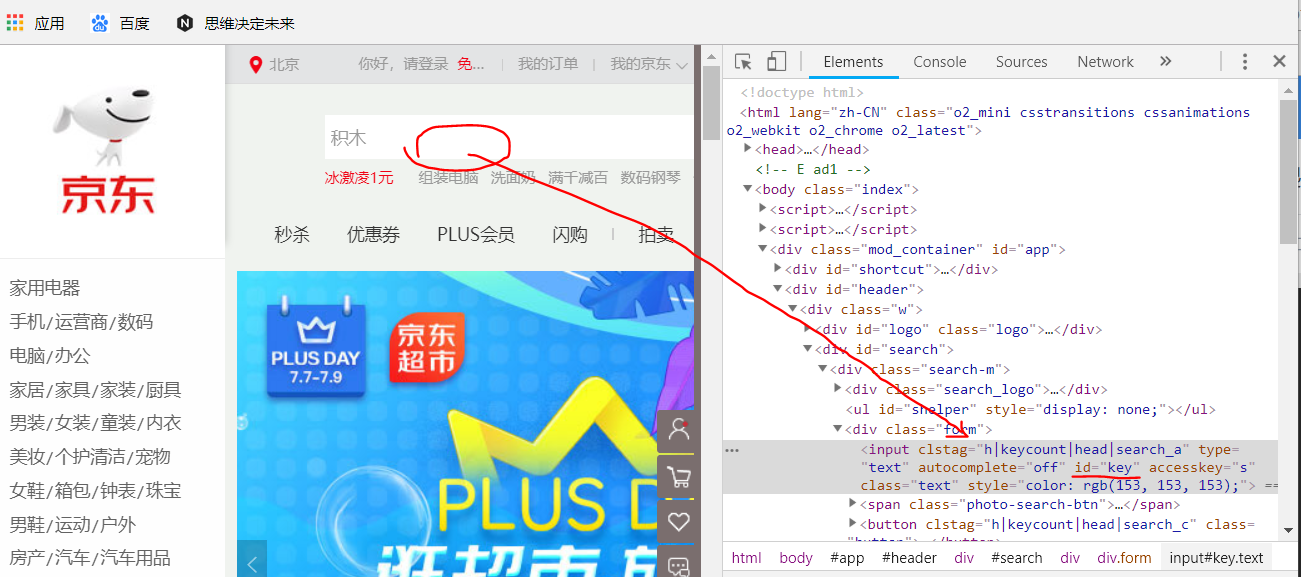 应用 百度 思维决定未来
北京 你好，请登录 免... 我的订单 我的京东
京东
积木
冰激凌1元 组装电脑 洗面奶 满千减百 数码钢琴
秒杀 优惠券 PLUS会员 闪购 拍卖
家用电器
手机/运营商/数码
电脑/办公
家居/家具/家装/厨具
男装/女装/童装/内衣
美妆/个护清洁/宠物
女鞋/箱包/钟表/珠宝
男鞋/运动/户外
房产/汽车/汽车用品
PLUS DAY
7.7-7.9
京东
超市
PLUS D
Elements Console Sources Network »
<!doctype html>
<html lang="zh-CN" class="o2_mini csstransitions cssanimations
o2_webkit o2_chrome o2_latest">
<head>…</head>
<!-- E ad1 -->
<body class="index">
<script>…</script>
<script>…</script>
<div class="mod_container" id="app">
<div id="shortcut">…</div>
<div id="header">
<div class="w">
<div id="logo" class="logo">…</div>
<div id="search">
<div class="search-m">
<div class="search_logo">…</div>
<ul id="shelper" style="display: none;"></ul>
<div class="form">
<input clstag="h|keycount|head|search_a" type=
"text" autocomplete="off" id="key" accesskey="s"
class="text" style="color: rgb(153, 153, 153);"> ==
<span class="photo-search-btn">…</span>
<button clstag="h|keycount|head|search_c" class=
"button">…</button>
html body #app #header div #search div div.form input#key.text